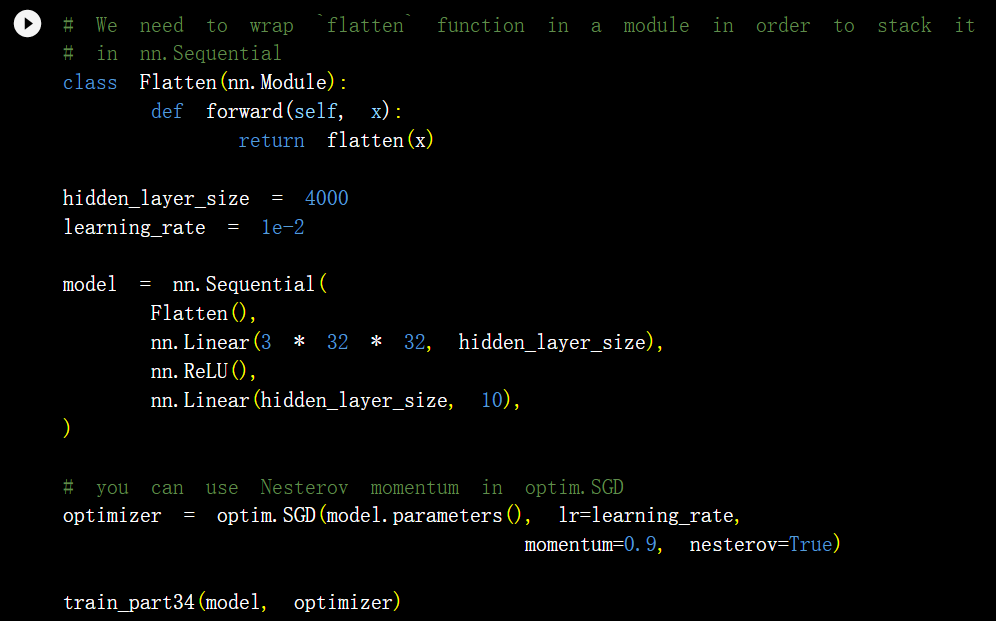 # We need to wrap `flatten` function in a module in order to stack it
# in nn.Sequential
class Flatten(nn.Module):
    def forward(self, x):
        return flatten(x)

hidden_layer_size = 4000
learning_rate = 1e-2

model = nn.Sequential(
    Flatten(),
    nn.Linear(3 * 32 * 32, hidden_layer_size),
    nn.ReLU(),
    nn.Linear(hidden_layer_size, 10),
)

# you can use Nesterov momentum in optim.SGD
optimizer = optim.SGD(model.parameters(), lr=learning_rate,
                     momentum=0.9, nesterov=True)

train_part34(model, optimizer)